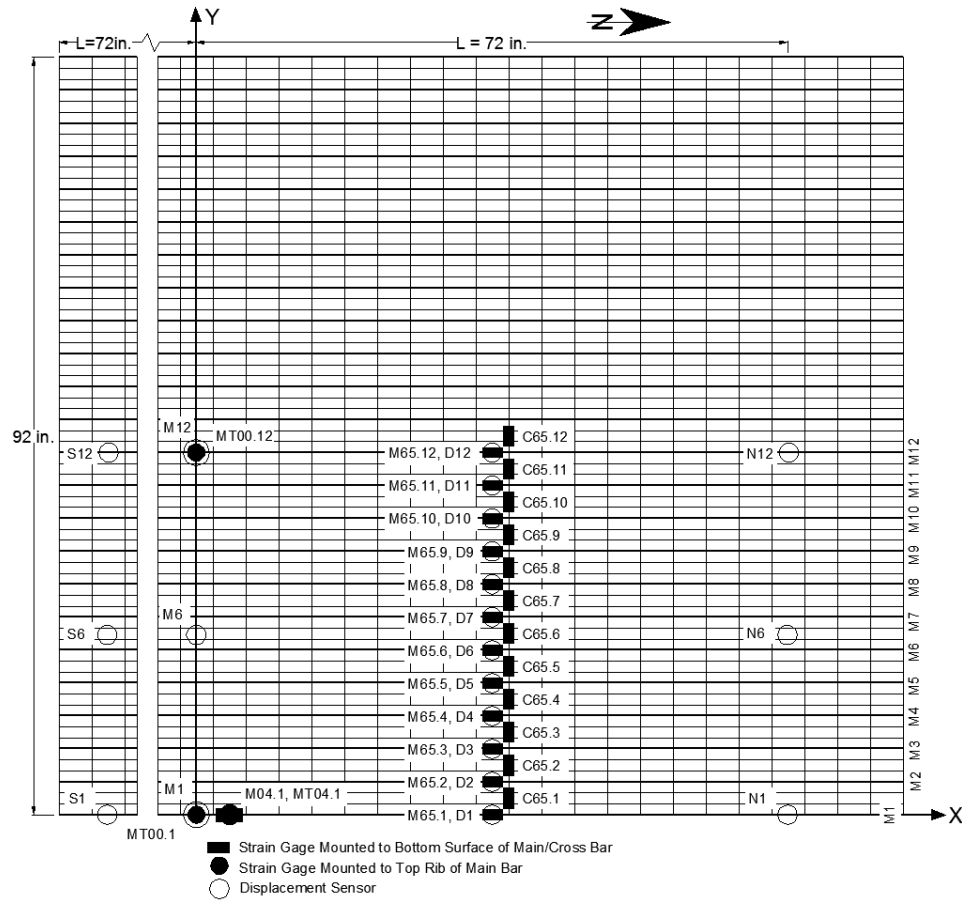 Y
N
L=72in.
L = 72 in.
92 in.
M12
MT00.12
S12
M65.12, D12
C65.12
N12
M12
M65.11, D11
C65.11
M11
M65.10, D10
C65.10
M10
M65.9, D9
C65.9
M9
M65.8, D8
C65.8
M8
M65.7, D7
C65.7
M7
M6
S6
M65.6, D6
C65.6
N6
M6
M65.5, D5
C65.5
M5
M65.4, D4
C65.4
M4
M65.3, D3
C65.3
M3
M65.2, D2
C65.2
M2
S1
M1
M04.1, MT04.1
M65.1, D1
C65.1
N1
M1
X
MT00.1
Strain Gage Mounted to Bottom Surface of Main/Cross Bar
Strain Gage Mounted to Top Rib of Main Bar
Displacement Sensor